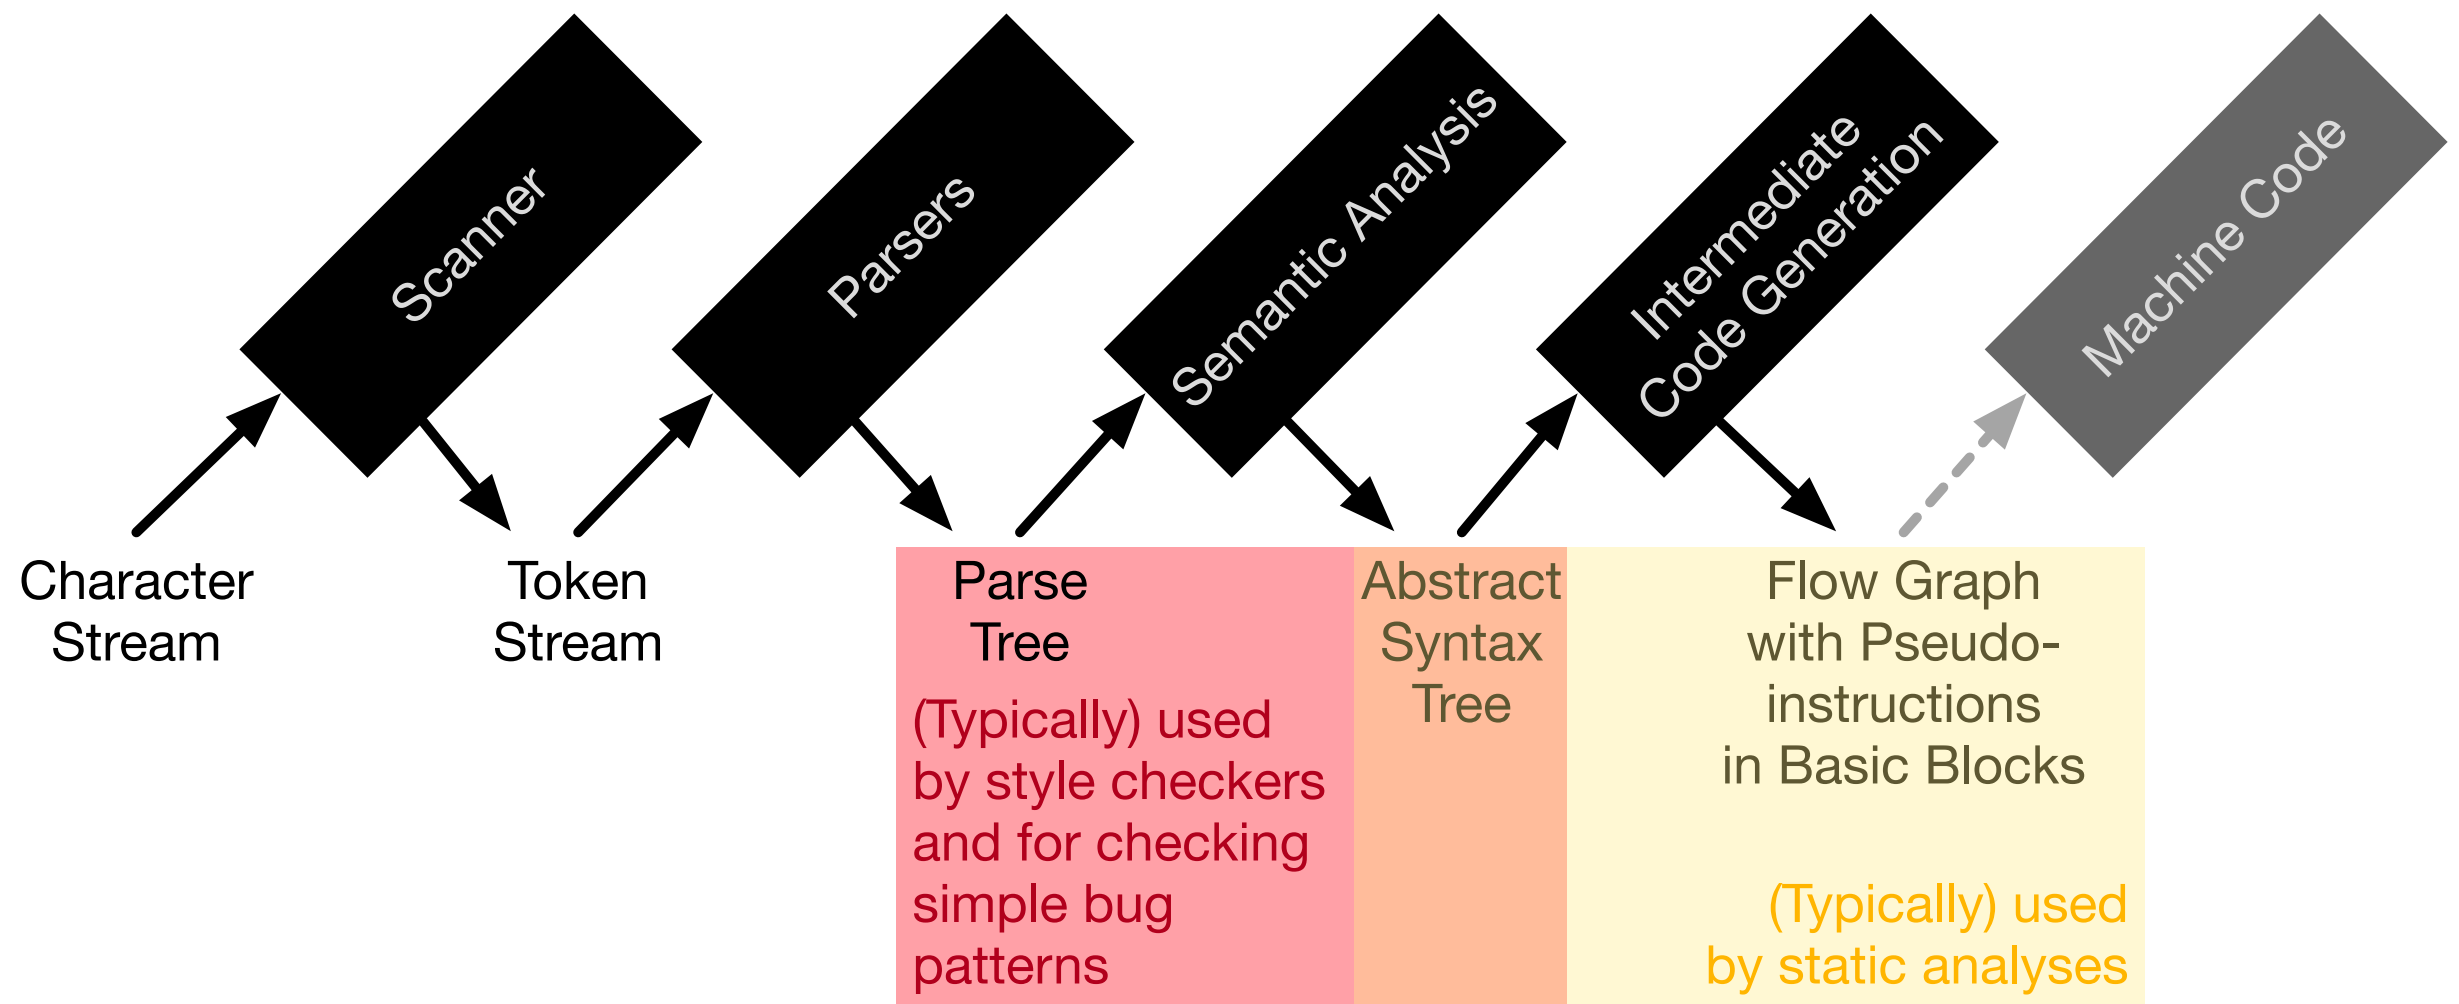 Scanner
Parsers
Semantic Analysis
Intermediate
Code Generation
Machine Code
Character
Stream
Token
Stream
Parse
Tree
(Typically) used
by style checkers
and for checking
simple bug
patterns
Abstract
Syntax
Tree
Flow Graph
with Pseudo-
instructions
in Basic Blocks
(Typically) used
by static analyses